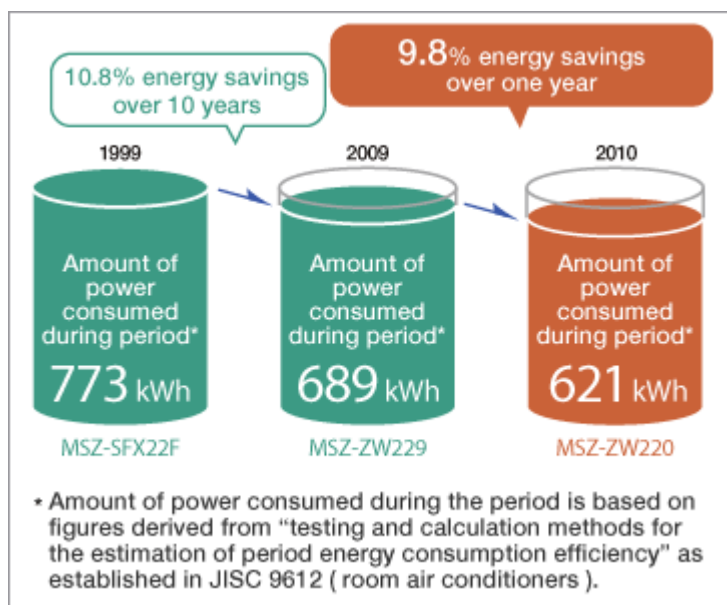 10.8% energy savings
over 10 years
9.8% energy savings
over one year
1999
2009
2010
Amount of
power
consumed
during period*
773 kWh
Amount of
power
consumed
during period*
689 kWh
Amount of
power
consumed
during period*
621 kWh
MSZ-SFX22F
MSZ-ZW229
MSZ-ZW220
* Amount of power consumed during the period is based on
figures derived from “testing and calculation methods for
the estimation of period energy consumption efficiency” as
established in JISC 9612 ( room air conditioners ).